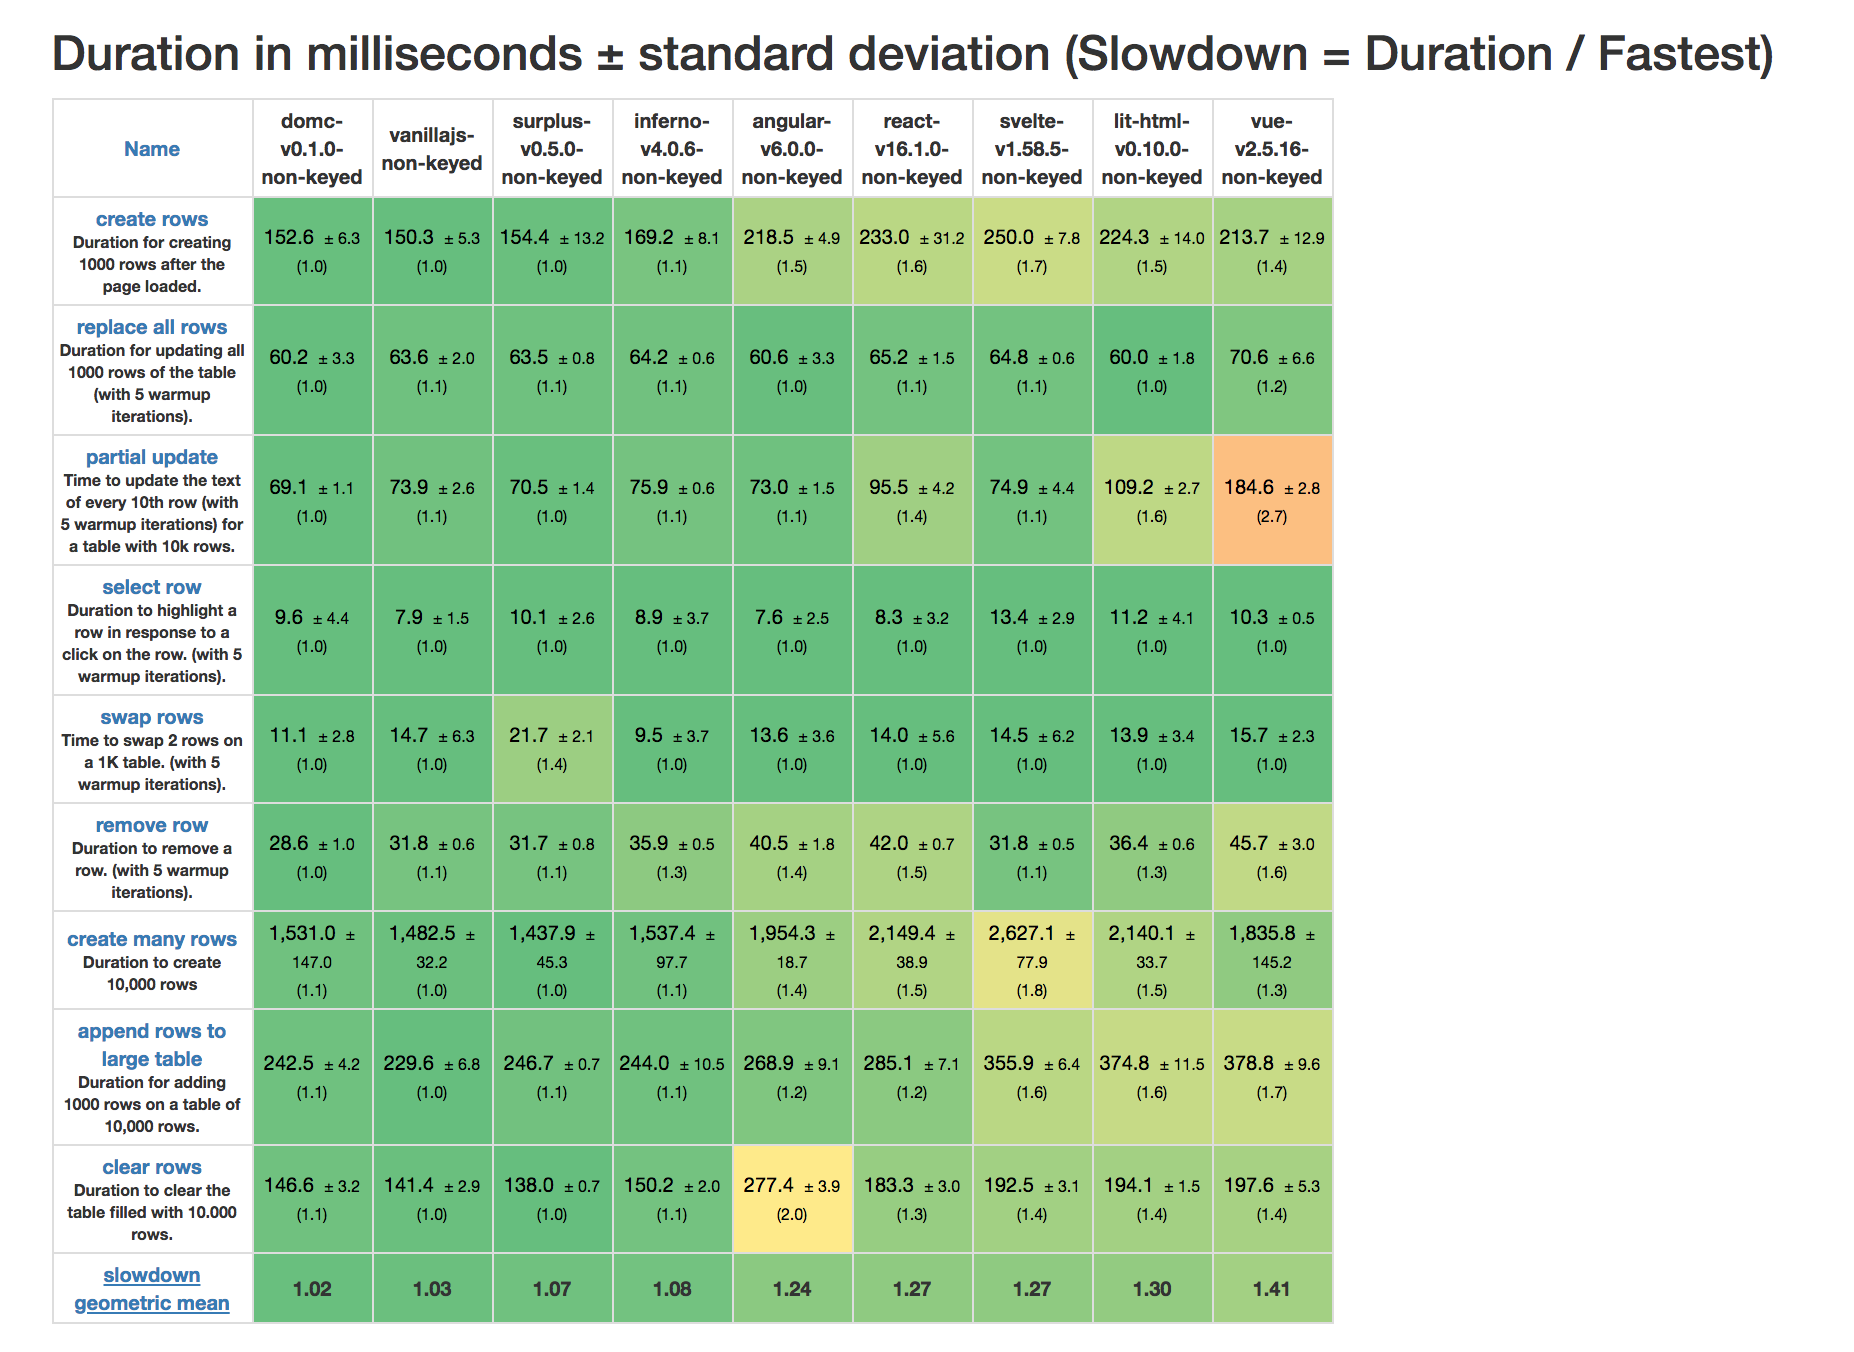 Duration in milliseconds ± standard deviation (Slowdown = Duration / Fastest)
Name
domc-
v0.1.0-
non-keyed
vanillajs-
non-keyed
surplus-
v0.5.0-
non-keyed
inferno-
v4.0.6-
non-keyed
angular-
v6.0.0-
non-keyed
react-
v16.1.0-
non-keyed
svelte-
v1.58.5-
non-keyed
lit-html-
v0.10.0-
non-keyed
vue-
v2.5.16-
non-keyed
create rows
Duration for creating
1000 rows after the
page loaded.
152.6 ± 6.3
(1.0)
150.3 ± 5.3
(1.0)
154.4 ± 13.2
(1.0)
169.2 ± 8.1
(1.1)
218.5 ± 4.9
(1.5)
233.0 ± 31.2
(1.6)
250.0 ± 7.8
(1.7)
224.3 ± 14.0
(1.5)
213.7 ± 12.9
(1.4)
replace all rows
Duration for updating all
1000 rows of the table
(with 5 warmup
iterations).
60.2 ± 3.3
(1.0)
63.6 ± 2.0
(1.1)
63.5 ± 0.8
(1.1)
64.2 ± 0.6
(1.1)
60.6 ± 3.3
(1.0)
65.2 ± 1.5
(1.1)
64.8 ± 0.6
(1.1)
60.0 ± 1.8
(1.0)
70.6 ± 6.6
(1.2)
partial update
Time to update the text
of every 10th row (with
5 warmup iterations) for
a table with 10k rows.
69.1 ± 1.1
(1.0)
73.9 ± 2.6
(1.1)
70.5 ± 1.4
(1.0)
75.9 ± 0.6
(1.1)
73.0 ± 1.5
(1.1)
95.5 ± 4.2
(1.4)
74.9 ± 4.4
(1.1)
109.2 ± 2.7
(1.6)
184.6 ± 2.8
(2.7)
select row
Duration to highlight a
row in response to a
click on the row. (with 5
warmup iterations).
9.6 ± 4.4
(1.0)
7.9 ± 1.5
(1.0)
10.1 ± 2.6
(1.0)
8.9 ± 3.7
(1.0)
7.6 ± 2.5
(1.0)
8.3 ± 3.2
(1.0)
13.4 ± 2.9
(1.0)
11.2 ± 4.1
(1.0)
10.3 ± 0.5
(1.0)
swap rows
Time to swap 2 rows on
a 1K table. (with 5
warmup iterations).
11.1 ± 2.8
(1.0)
14.7 ± 6.3
(1.0)
21.7 ± 2.1
(1.4)
9.5 ± 3.7
(1.0)
13.6 ± 3.6
(1.0)
14.0 ± 5.6
(1.0)
14.5 ± 6.2
(1.0)
13.9 ± 3.4
(1.0)
15.7 ± 2.3
(1.0)
remove row
Duration to remove a
row. (with 5 warmup
iterations).
28.6 ± 1.0
(1.0)
31.8 ± 0.6
(1.1)
31.7 ± 0.8
(1.1)
35.9 ± 0.5
(1.3)
40.5 ± 1.8
(1.4)
42.0 ± 0.7
(1.5)
31.8 ± 0.5
(1.1)
36.4 ± 0.6
(1.3)
45.7 ± 3.0
(1.6)
create many rows
Duration to create
10,000 rows
1,531.0 ±
147.0
(1.1)
1,482.5 ±
32.2
(1.0)
1,437.9 ±
45.3
(1.0)
1,537.4 ±
97.7
(1.1)
1,954.3 ±
18.7
(1.4)
2,149.4 ±
38.9
(1.5)
2,627.1 ±
77.9
(1.8)
2,140.1 ±
33.7
(1.5)
1,835.8 ±
145.2
(1.3)
append rows to
large table
Duration for adding
1000 rows on a table of
10,000 rows.
242.5 ± 4.2
(1.1)
229.6 ± 6.8
(1.0)
246.7 ± 0.7
(1.1)
244.0 ± 10.5
(1.1)
268.9 ± 9.1
(1.2)
285.1 ± 7.1
(1.2)
355.9 ± 6.4
(1.6)
374.8 ± 11.5
(1.6)
378.8 ± 9.6
(1.7)
clear rows
Duration to clear the
table filled with 10.000
rows.
146.6 ± 3.2
(1.1)
141.4 ± 2.9
(1.0)
138.0 ± 0.7
(1.0)
150.2 ± 2.0
(1.1)
277.4 ± 3.9
(2.0)
183.3 ± 3.0
(1.3)
192.5 ± 3.1
(1.4)
194.1 ± 1.5
(1.4)
197.6 ± 5.3
(1.4)
slowdown
geometric mean
1.02
1.03
1.07
1.08
1.24
1.27
1.27
1.30
1.41